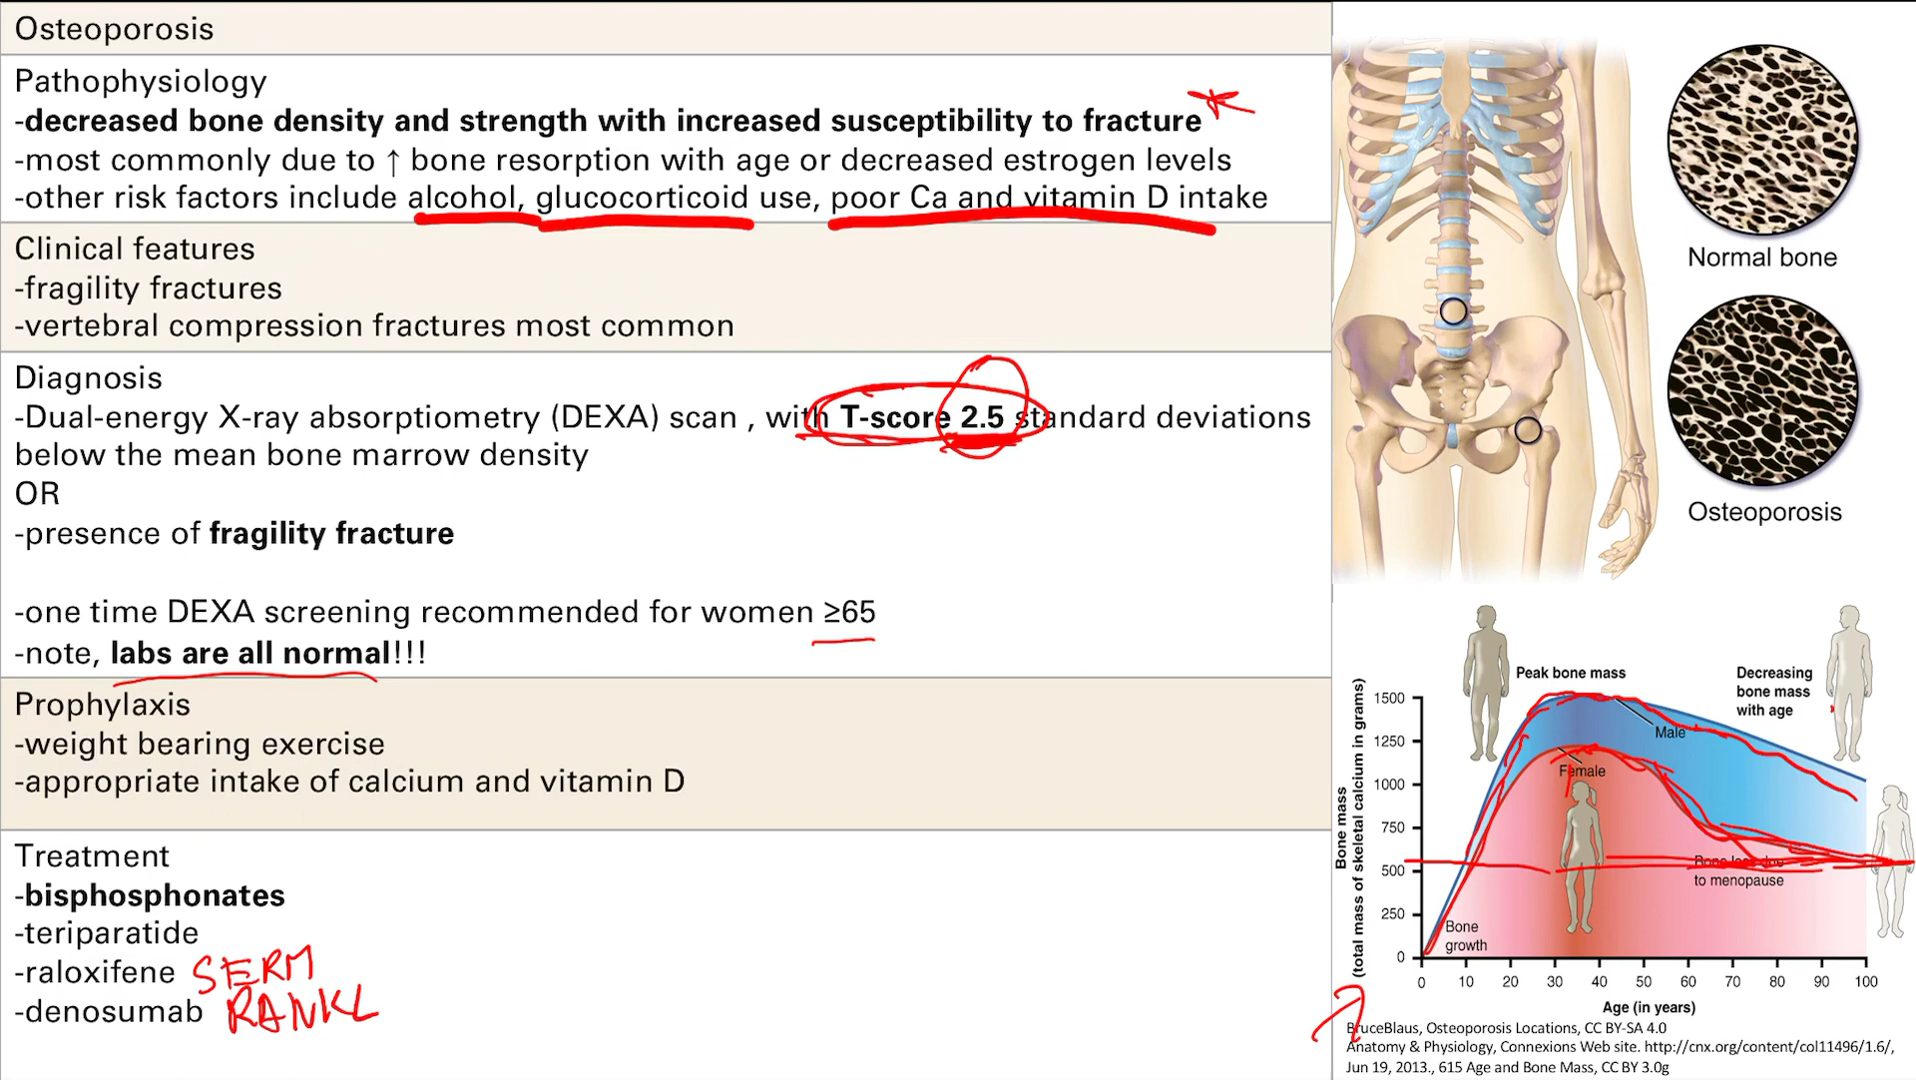 Osteoporosis
Pathophysiology
-decreased bone density and strength with increased susceptibility to fracture
-most commonly due to ↑ bone resorption with age or decreased estrogen levels
-other risk factors include alcohol, glucocorticoid use, poor Ca and vitamin D intake
Clinical features
-fragility fractures
-vertebral compression fractures most common
Diagnosis
-Dual-energy X-ray absorptiometry (DEXA) scan , with T-score 2.5 standard deviations
below the mean bone marrow density
OR
-presence of fragility fracture
-one time DEXA screening recommended for women ≥65
-note, labs are all normal!!!
Prophylaxis
-weight bearing exercise
-appropriate intake of calcium and vitamin D
Treatment
-bisphosphonates
-teriparatide
-raloxifene SERM
-denosumab RANKL
Normal bone
Osteoporosis
Peak bone mass
Decreasing
bone mass
with age
Male
Female
Bone loss due
to menopause
Bone
growth
Bone mass
(total mass of skeletal calcium in grams)
1500
1250
1000
750
500
250
0
0 10 20 30 40 50 60 70 80 90 100
Age (in years)
BruceBlaus, Osteoporosis Locations, CC BY-SA 4.0
Anatomy & Physiology, Connexions Web site. http://cnx.org/content/col11496/1.6/,
Jun 19, 2013., 615 Age and Bone Mass, CC BY 3.0g